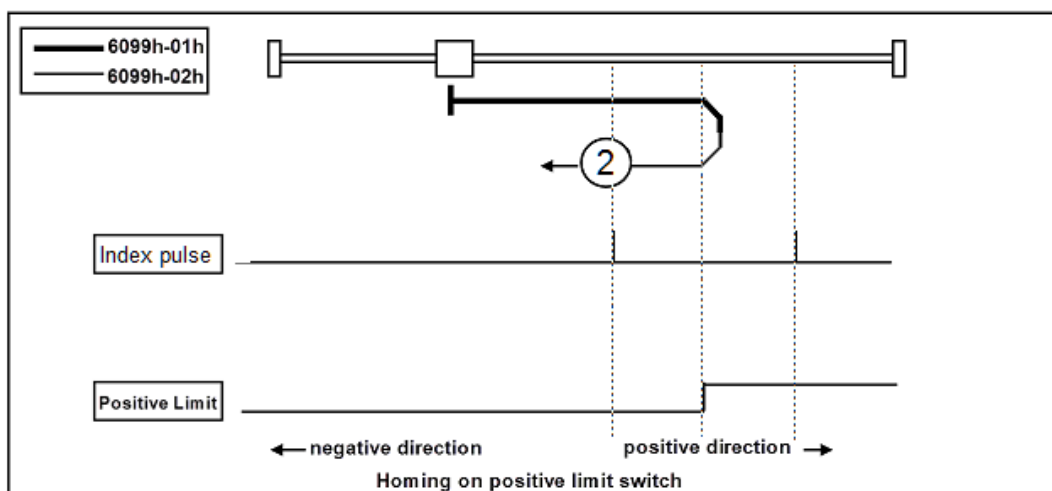 6099h-01h
6099h-02h
2
Index pulse
Positive Limit
negative direction
positive direction
Homing on positive limit switch